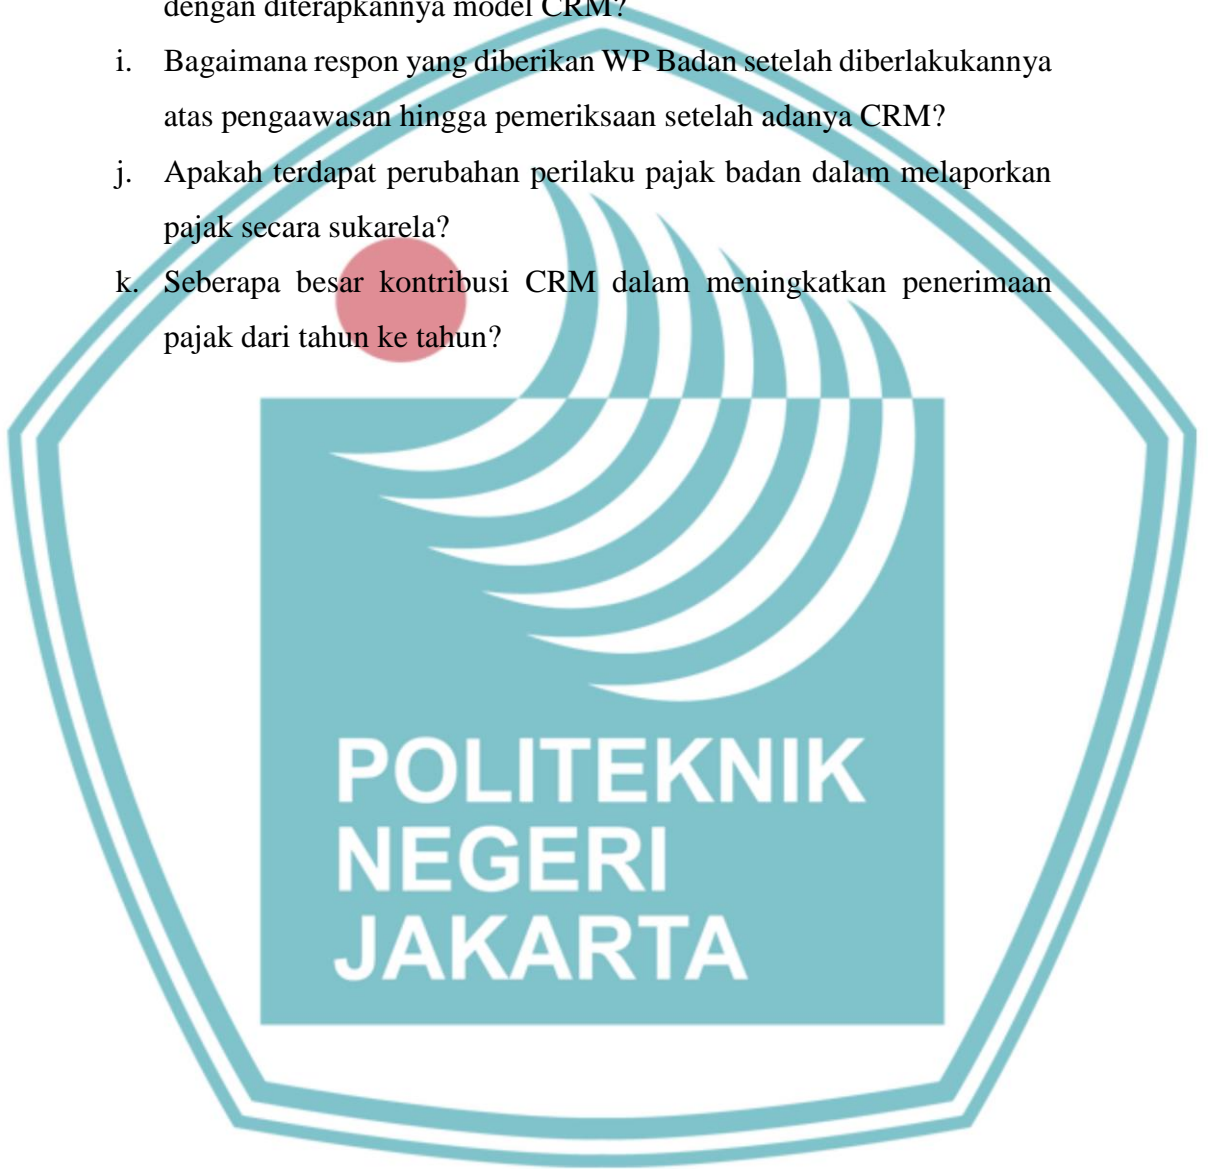 dengan diterapkannya model CRM?
i. Bagaimana respon yang diberikan WP Badan setelah diberlakukannya
atas pengaawasan hingga pemeriksaan setelah adanya CRM?
j. Apakah terdapat perubahan perilaku pajak badan dalam melaporkan
pajak secara sukarela?
k. Seberapa besar kontribusi CRM dalam meningkatkan penerimaan
pajak dari tahun ke tahun?
POLITEKNIK
NEGERI
JAKARTA